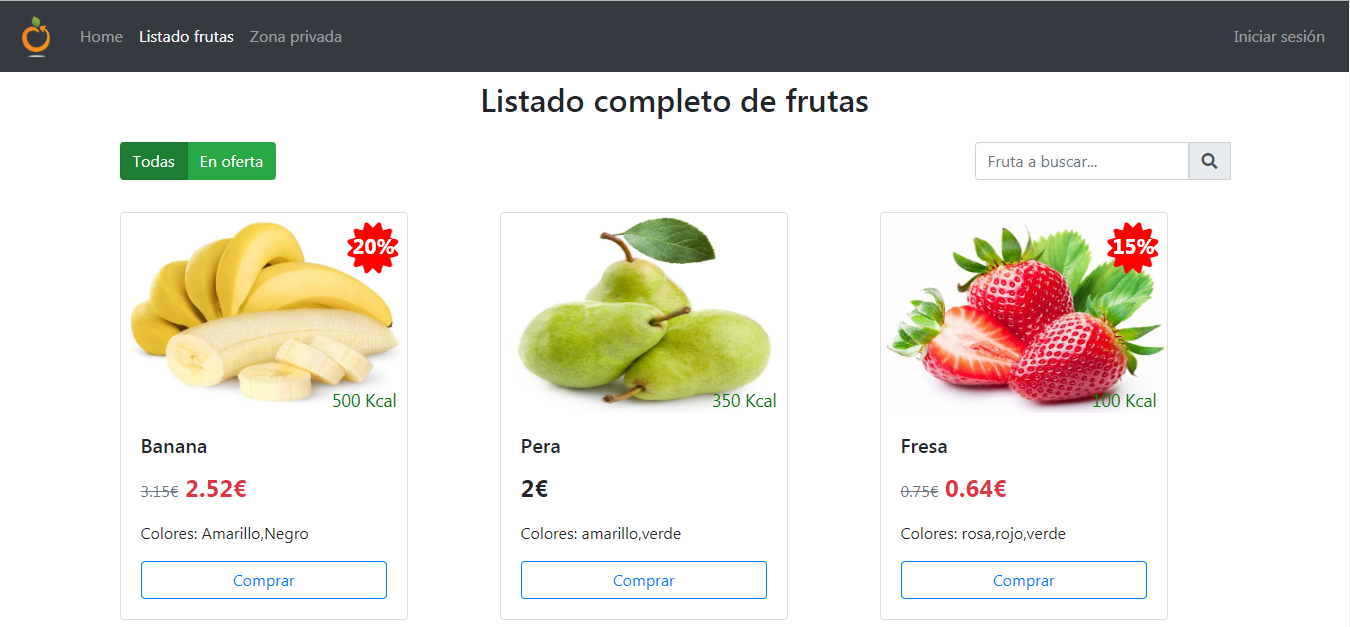 Home Listado frutas Zona privada Iniciar sesión
Listado completo de frutas
Todas En oferta Fruta a buscar...
20% 15%
500 Kcal 350 Kcal 100 Kcal
Banana Pera Fresa
3.15€ 2.52€ 2€ 0.75€ 0.64€
Colores: Amarillo,Negro Colores: amarillo,verde Colores: rosa,rojo,verde
Comprar Comprar Comprar